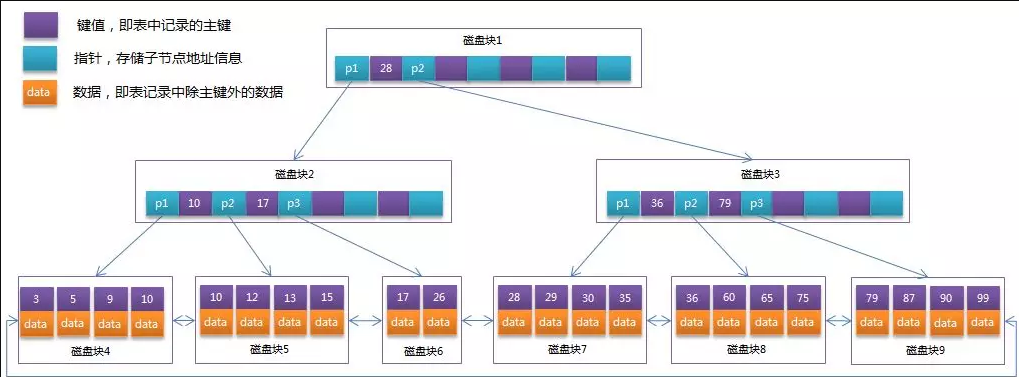 键值，即表中记录的主键
指针，存储子节点地址信息
data 数据，即表记录中除主键外的数据
磁盘块1
p1 28 p2
磁盘块2
p1 10 p2 17 p3
磁盘块3
p1 36 p2 79 p3
3 5 9 10
data data data data
磁盘块4
10 12 13 15
data data data data
磁盘块5
17 26
data data
磁盘块6
28 29 30 35
data data data data
磁盘块7
36 60 65 75
data data data data
磁盘块8
79 87 90 99
data data data data
磁盘块9